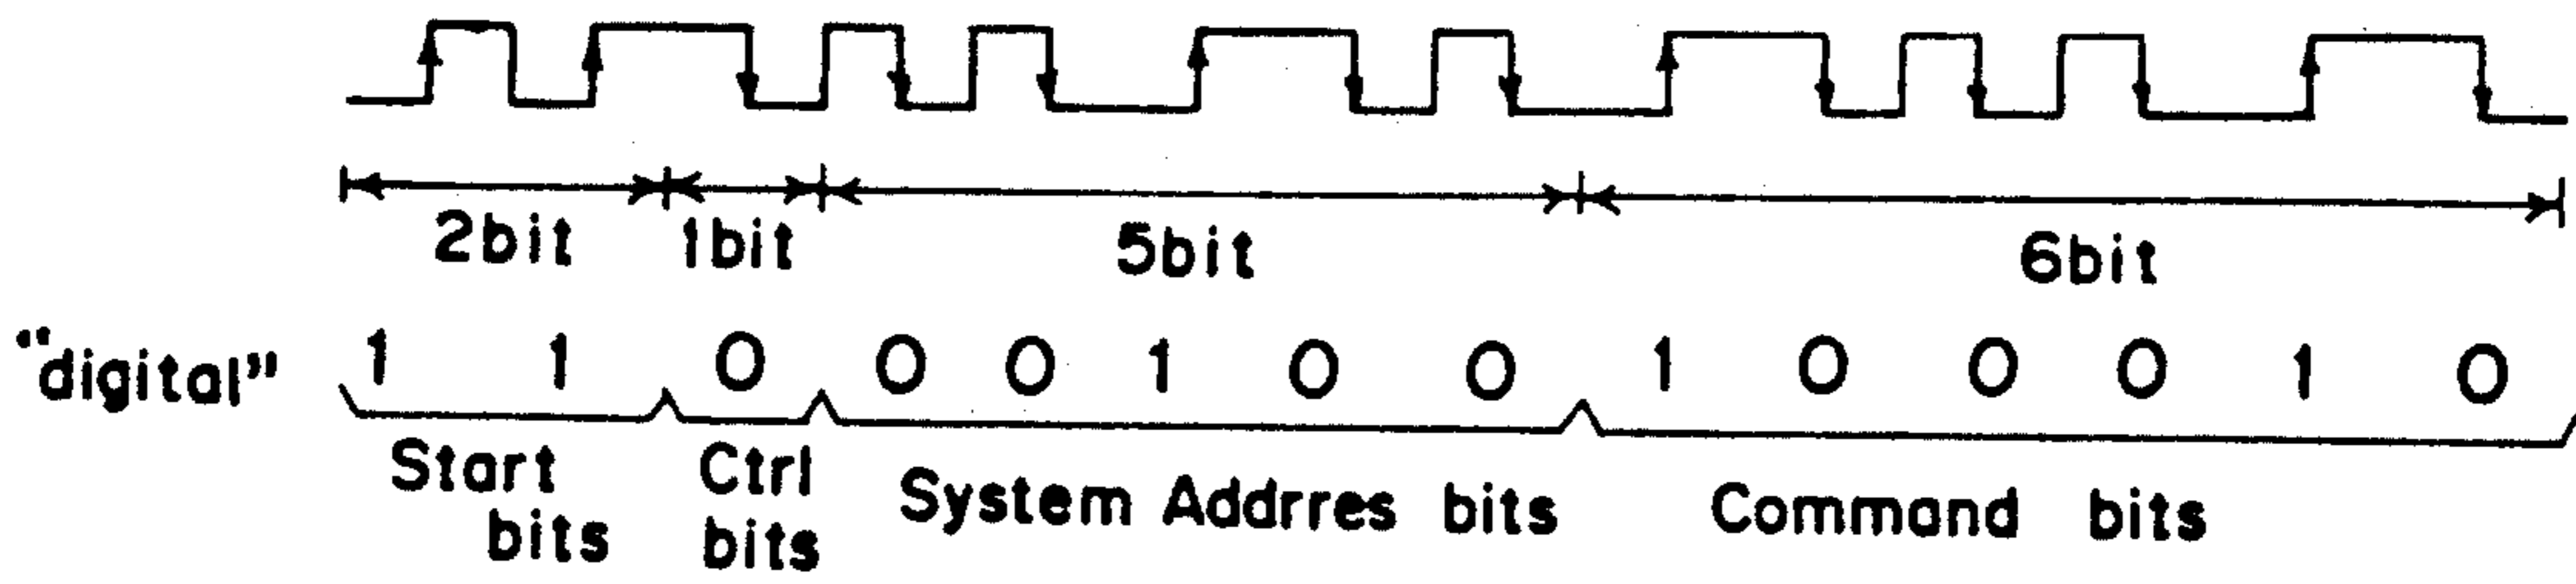 2bit 1bit 5bit 6bit
"digital" 1 1 0 0 0 1 0 0 1 0 0 0 1 0
Start bits
Ctrl bits
System Addrres bits
Command bits